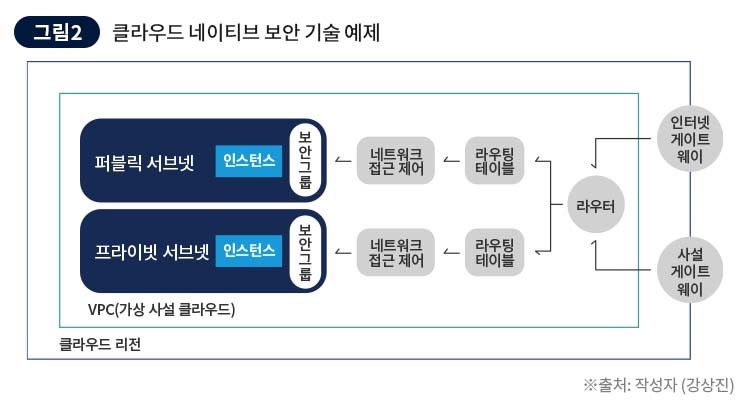 그림2 클라우드 네이티브 보안 기술 예제
인터넷
게이트
웨이
퍼블릭 서브넷
인스턴스
보
안
그
룹
네트워크
접근 제어
라우팅
테이블
라우터
프라이빗 서브넷
인스턴스
보
안
그
룹
네트워크
접근 제어
라우팅
테이블
사설
게이트
웨이
VPC(가상 사설 클라우드)
클라우드 리전
※출처: 작성자 (강상진)